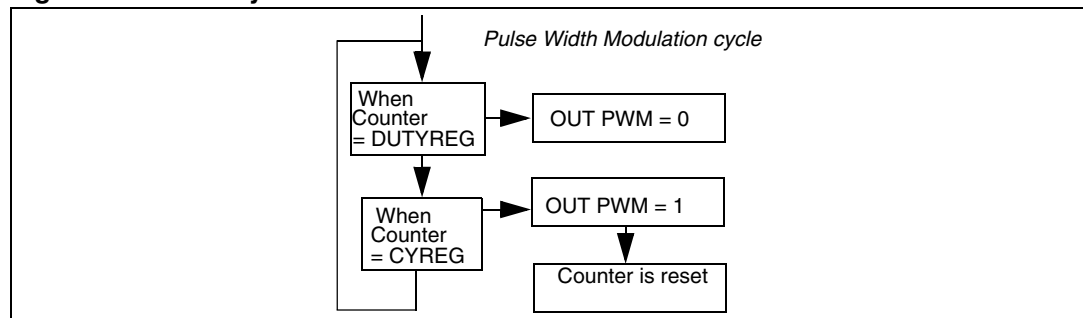 Pulse Width Modulation cycle
When
Counter
= DUTYREG
OUT PWM = 0
When
Counter
= CYREG
OUT PWM = 1
Counter is reset